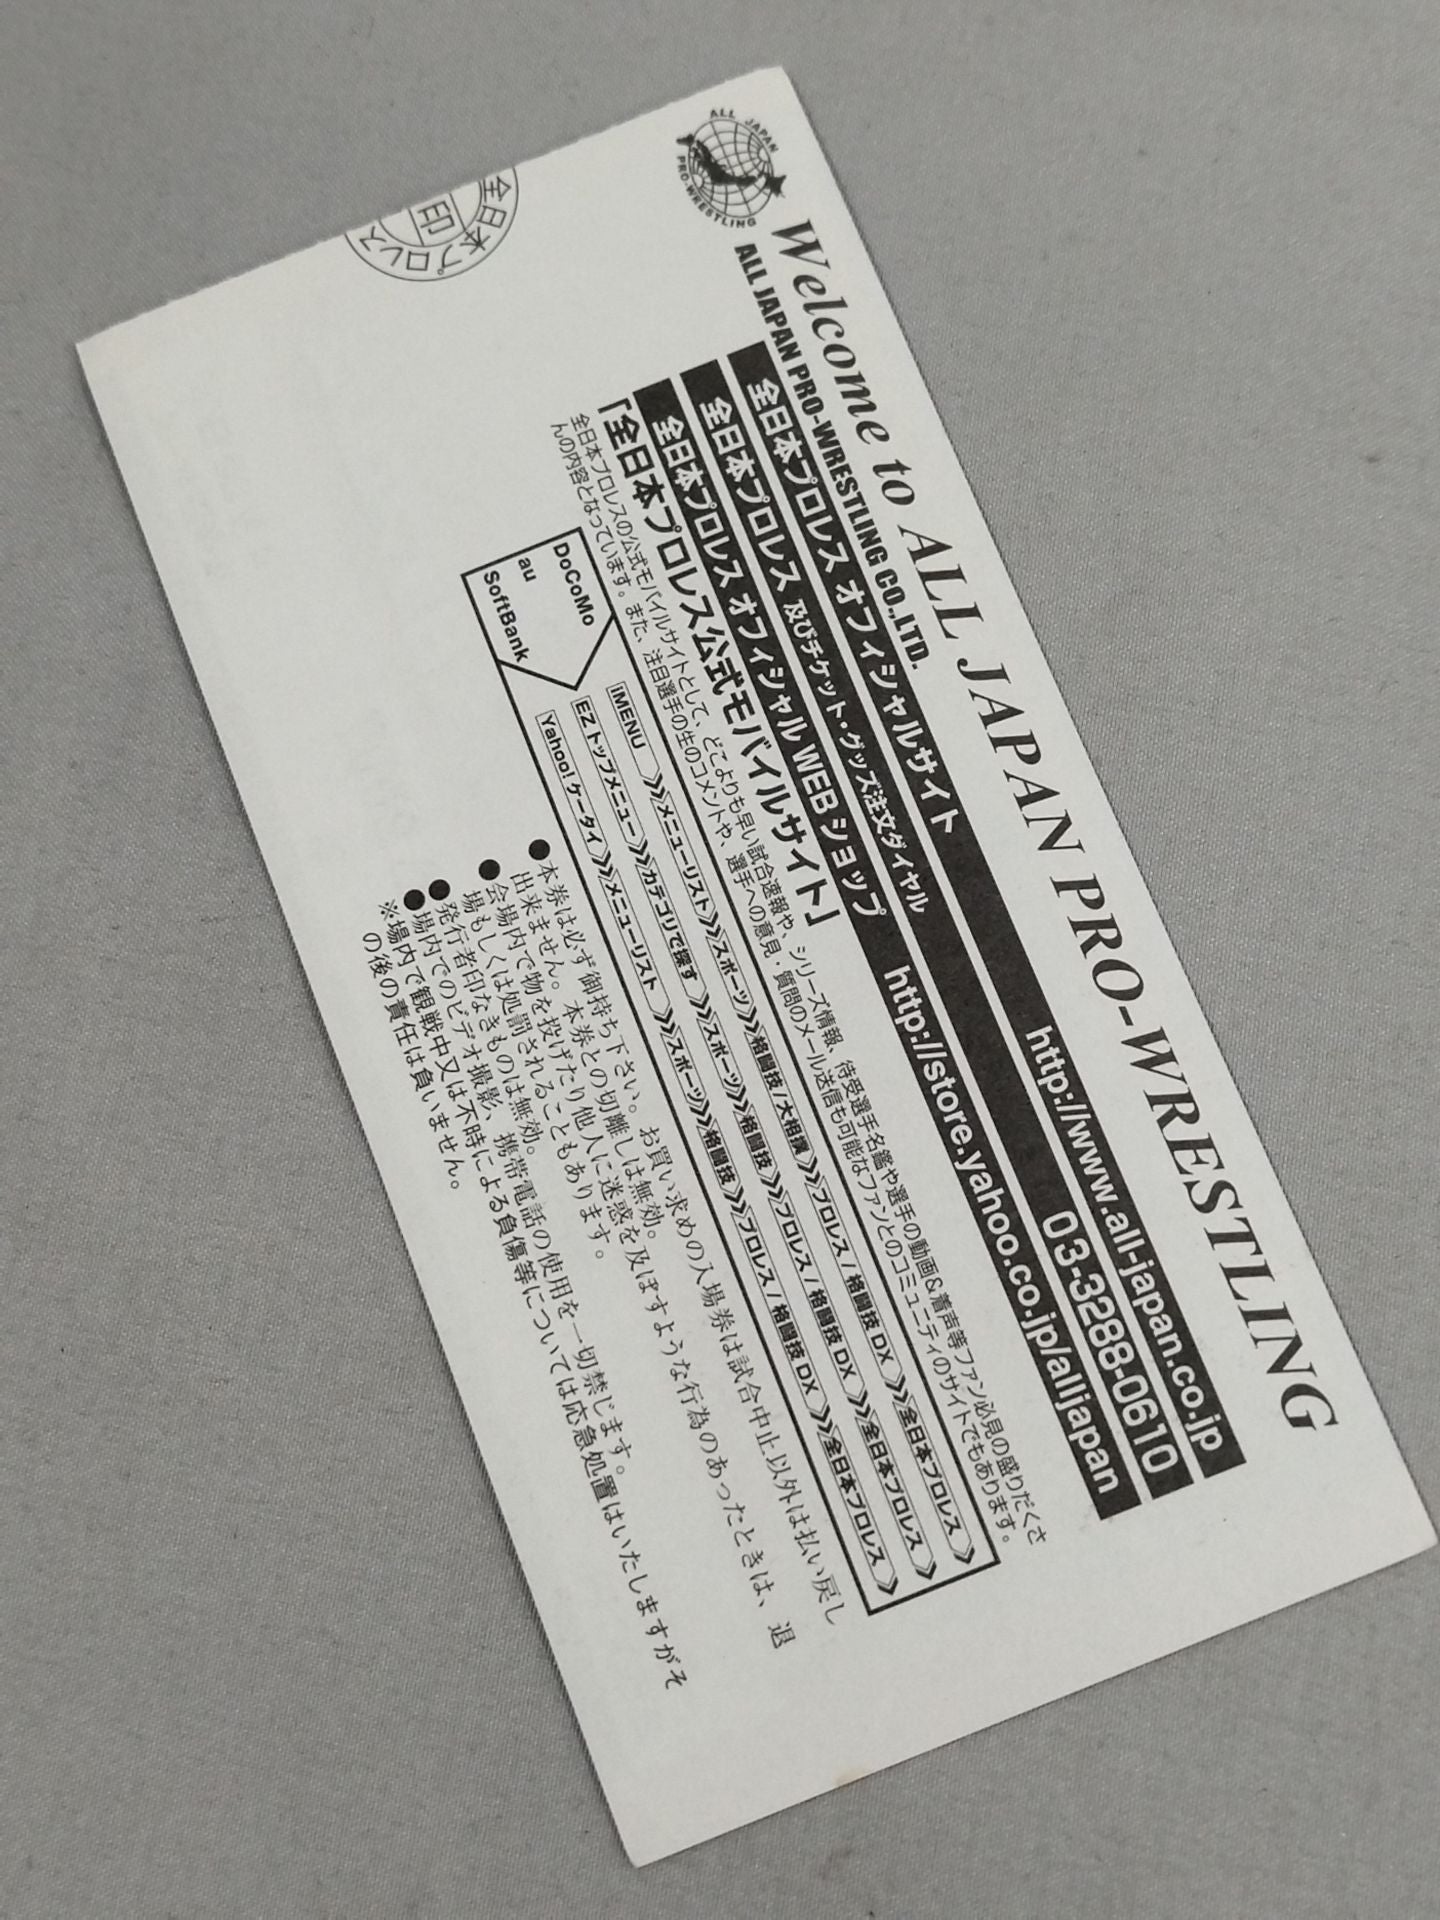 ALL JAPAN
PRO-WRESTLING
Welcome to ALL JAPAN PRO-WRESTLING
ALL JAPAN PRO-WRESTLING CO.,LTD.
全日本プロレス オフィシャルサイト http://www.all-japan.co.jp
全日本プロレス 及びチケット・グッズ注文ダイヤル 03-3288-0610
全日本プロレス オフィシャル WEB ショップ http://store.yahoo.co.jp/alljapan
「全日本プロレス公式モバイルサイト」
全日本プロレスの公式モバイルサイトとして、どこよりも早い試合速報や、シリーズ情報、待受選手名鑑や選手の動画&着声等ファン必見の盛りだくさ
んの内容となっています。また、注目選手の生のコメントや、選手への意見・質問のメール送信も可能なファンとのコミュニティのサイトでもあります。
DoCoMo iMENU メニューリスト スポーツ 格闘技/大相撲 プロレス/格闘技DX 全日本プロレス
au EZトップメニュー カテゴリで探す スポーツ 格闘技 プロレス/格闘技DX 全日本プロレス
SoftBank Yahoo!ケータイ メニューリスト スポーツ 格闘技 プロレス/格闘技DX 全日本プロレス
●本券は必ず御持ち下さい。お買い求めの入場券は試合中止以外は払い戻し
出来ません。本券との切離しは無効。
●会場内で物を投げたり他人に迷惑を及ぼすような行為のあったときは、退
場もしくは処罰されることもあります。
●発行者印なきものは無効。
●場内でのビデオ撮影、携帯電話の使用を一切禁じます。
※場内で観戦中又は不時による負傷等については応急処置はいたしますがそ
の後の責任は負いません。
全日本プロレス
印